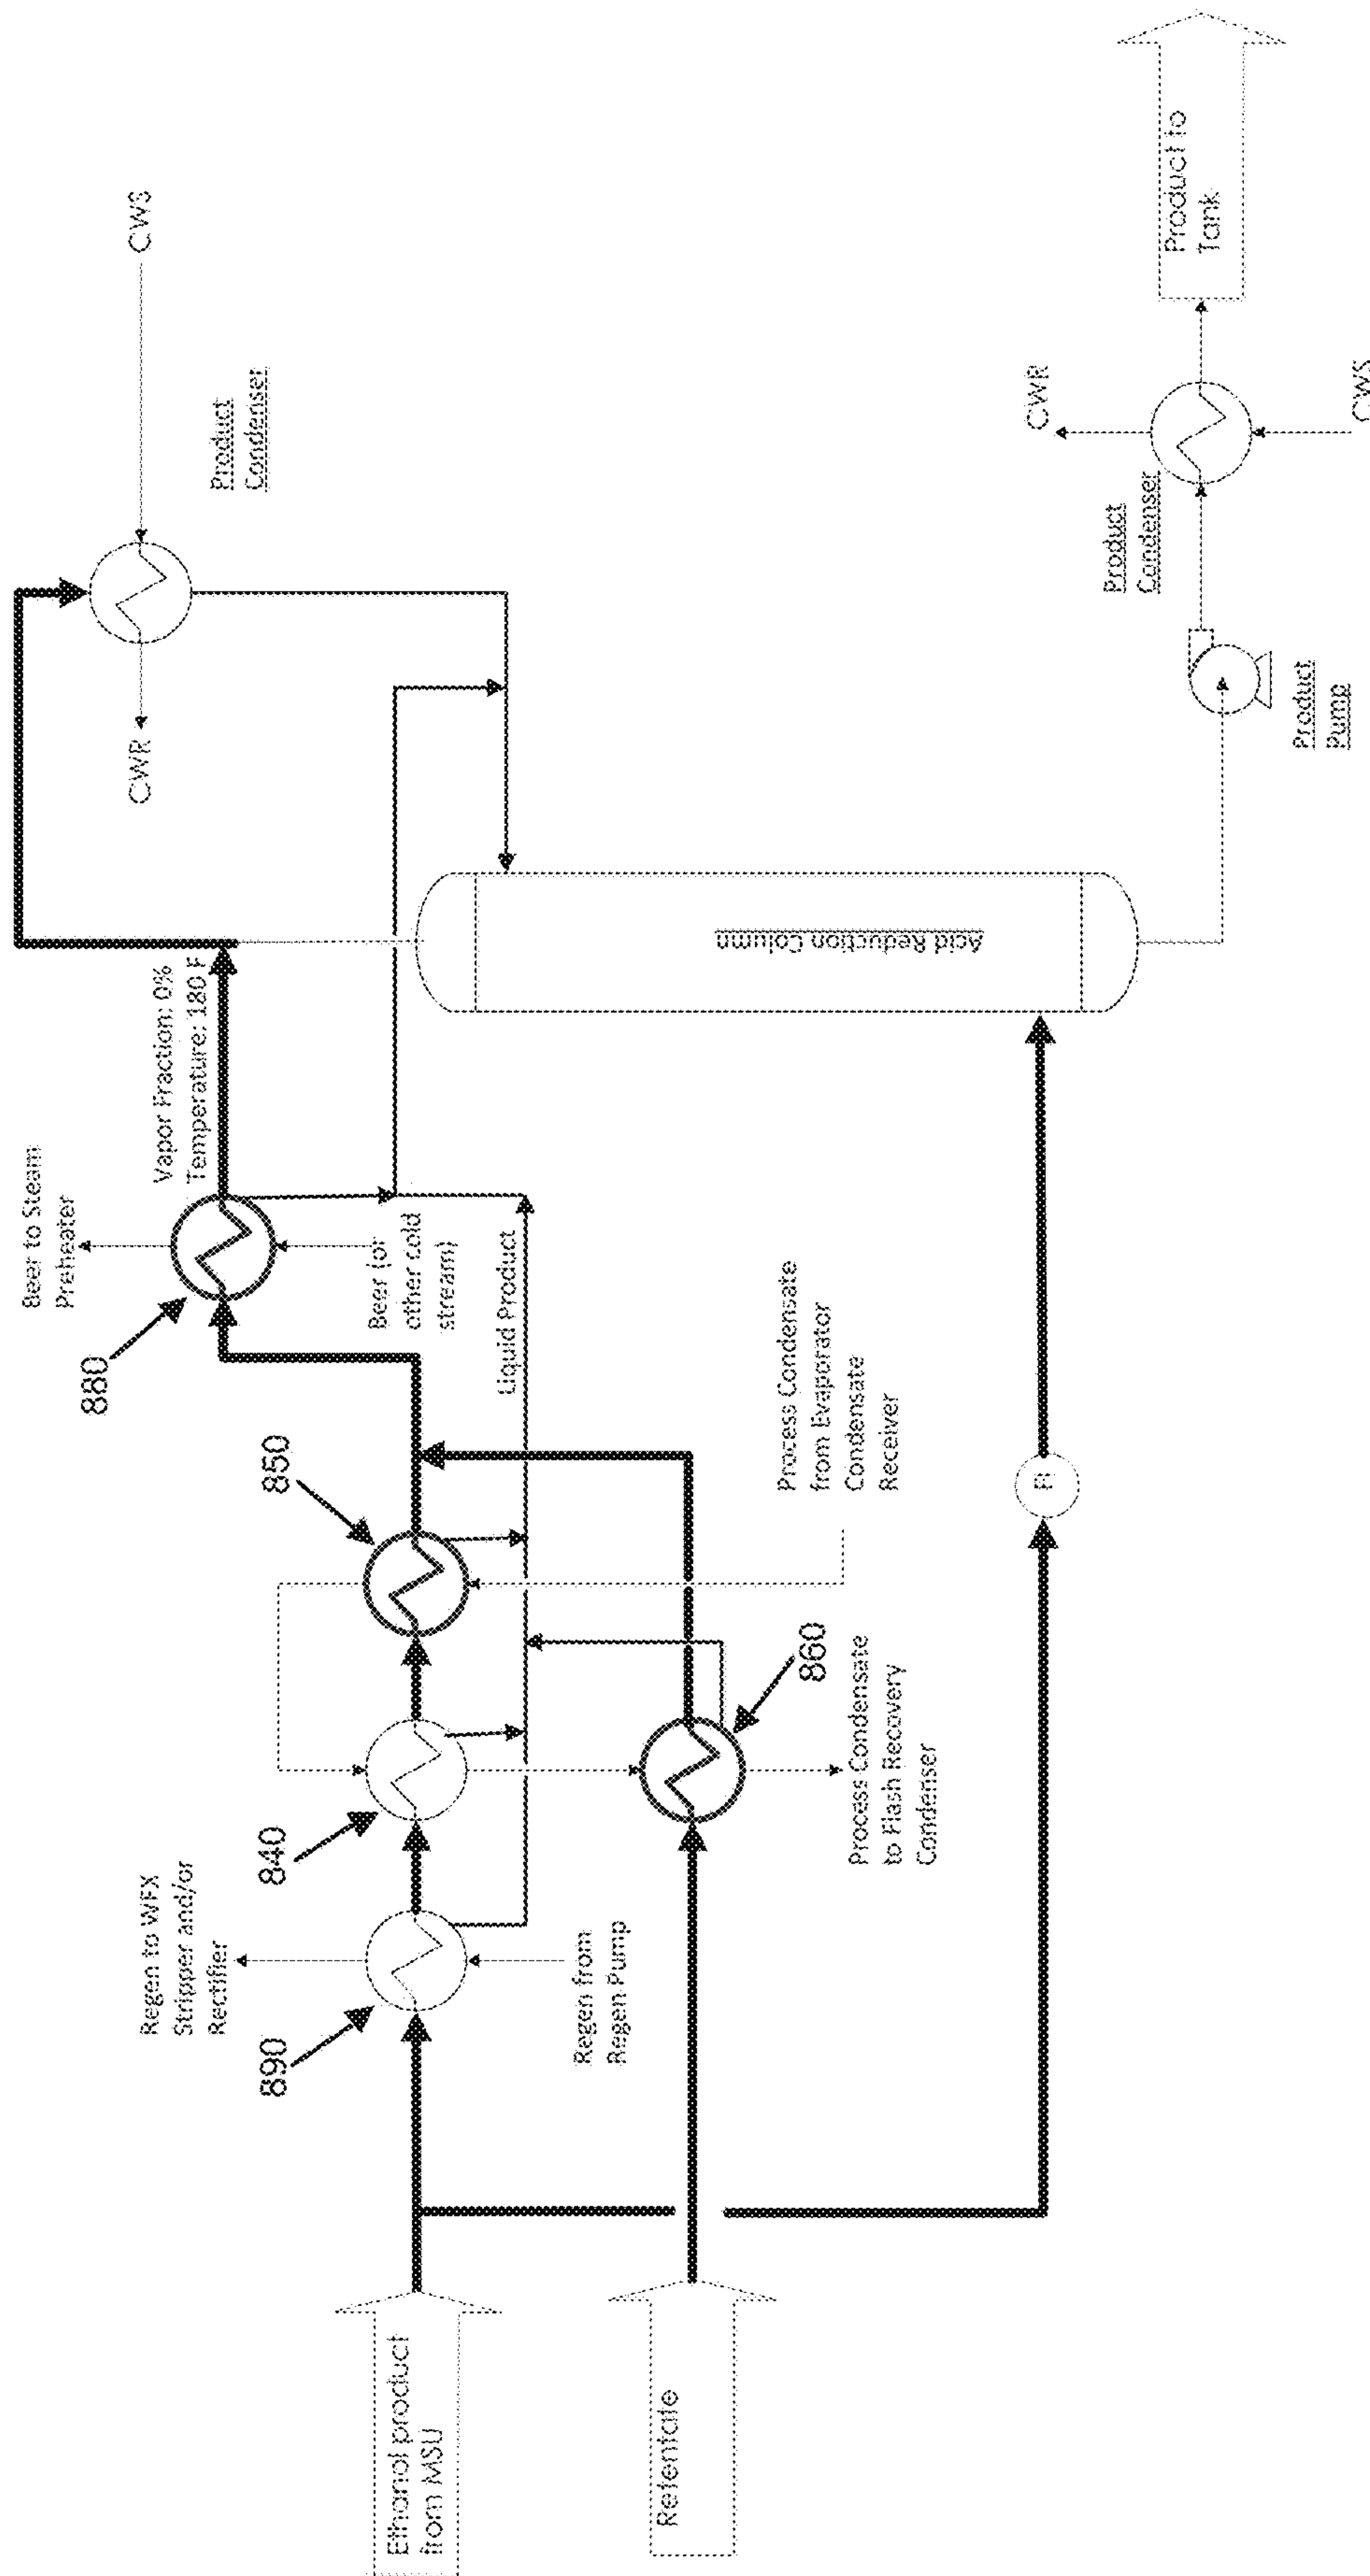 Ethanol product
from MSU
Retentate
890
Regen to WFX
Stripper and/or
Rectifier
Regen from
Regen Pump
840
850
860
Process Condensate
to Flash Recovery
Condenser
Process Condensate
from Evaporator
Condensate
Receiver
Liquid Product
880
Beer to Steam
Preheater
Beer (or
other cold
stream)
Vapor Fraction: 0%
Temperature: 180 F
CWR
CWS
Product
Condenser
Acid Reduction Column
FI
Product
Pump
Product
Condenser
CWR
CWS
Product to
Tank